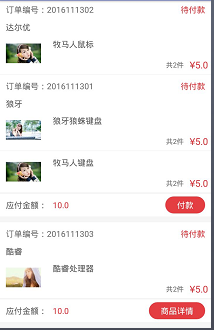 订单编号：2016111302 待付款
达尔优
牧马人鼠标
共2件 ¥5.0
订单编号：2016111301 待付款
狼牙
狼牙狼蛛键盘
共2件 ¥5.0
牧马人键盘
共2件 ¥5.0
应付金额： 10.0 付款
订单编号：2016111303 待付款
酷睿
酷睿处理器
共2件 ¥5.0
应付金额： 10.0 商品详情